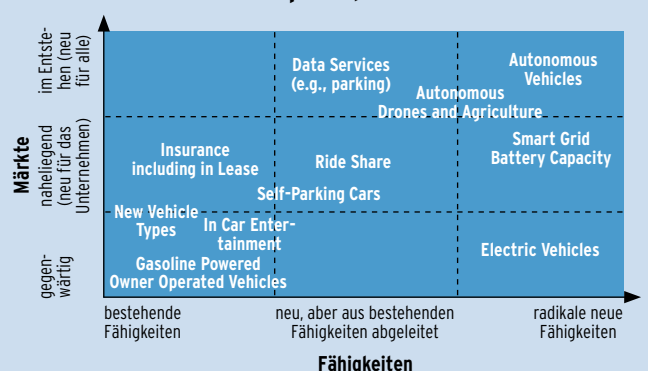 Märkte
im Entste-
hen (neu
für alle)
naheliegend
(neu für das
Unternehmen)
gegen-
wärtig
Data Services
(e.g., parking)
Autonomous
Vehicles
Autonomous
Drones and Agriculture
Insurance
including in Lease
Ride Share
Smart Grid
Battery Capacity
Self-Parking Cars
New Vehicle
Types
In Car Enter-
tainment
Gasoline Powered
Owner Operated Vehicles
Electric Vehicles
bestehende
Fähigkeiten
neu, aber aus bestehenden
Fähigkeiten abgeleitet
radikale neue
Fähigkeiten
Fähigkeiten